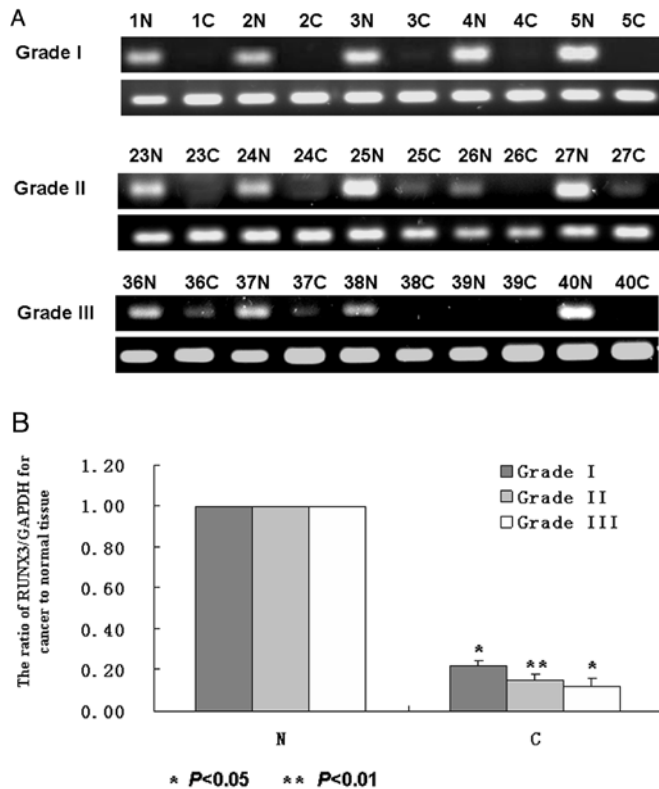 A
1N 1C 2N 2C 3N 3C 4N 4C 5N 5C
Grade I
23N 23C 24N 24C 25N 25C 26N 26C 27N 27C
Grade II
36N 36C 37N 37C 38N 38C 39N 39C 40N 40C
Grade III
B
The ratio of RUNX3/GAPDH for
cancer to normal tissue
1.20
1.00
0.80
0.60
0.40
0.20
0.00
Grade I
Grade II
Grade III
* ** *
N C
* P<0.05 ** P<0.01